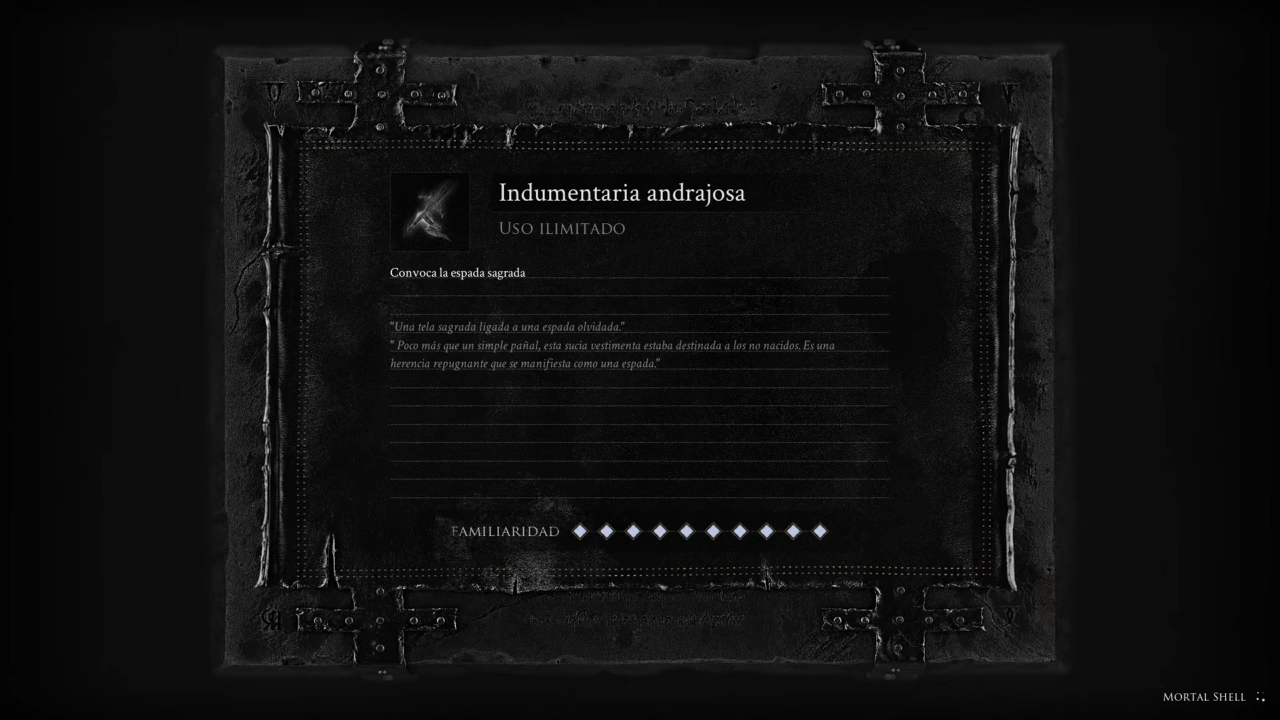 Indumentaria andrajosa
Uso ilimitado
Convoca la espada sagrada
"Una tela sagrada ligada a una espada olvidada."
" Poco más que un simple pañal, esta sucia vestimenta estaba destinada a los no nacidos. Es una
herencia repugnante que se manifiesta como una espada."
Familiaridad
Mortal Shell